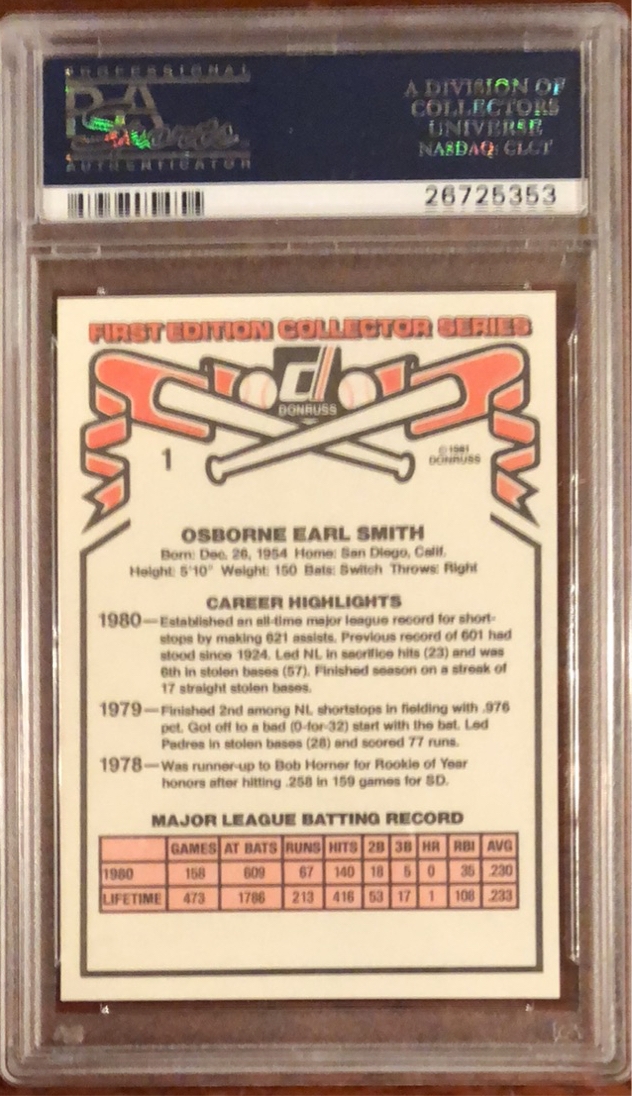 PROFESSIONAL
PSA
Sports
AUTHENTICATOR
A DIVISION OF
COLLECTORS
UNIVERSE
NASDAQ: CLCT
26725353
FIRST EDITION COLLECTOR SERIES
d
DONRUSS
1
© 1981
DONRUSS
OSBORNE EARL SMITH
Born: Dec. 26, 1954 Home: San Diego, Calif.
Height: 5'10" Weight: 150 Bats: Switch Throws: Right
CAREER HIGHLIGHTS
1980—Established an all-time major league record for short-
stops by making 621 assists. Previous record of 601 had
stood since 1924. Led NL in sacrifice hits (23) and was
6th in stolen bases (57). Finished season on a streak of
17 straight stolen bases.
1979—Finished 2nd among NL shortstops in fielding with .976
pct. Got off to a bad (0-for-32) start with the bat. Led
Padres in stolen bases (28) and scored 77 runs.
1978—Was runner-up to Bob Horner for Rookie of Year
honors after hitting .258 in 159 games for SD.
MAJOR LEAGUE BATTING RECORD
GAMES AT BATS RUNS HITS 2B 3B HR RBI AVG
1980 158 609 67 140 18 5 0 35 .230
LIFETIME 473 1786 213 416 53 17 1 108 .233